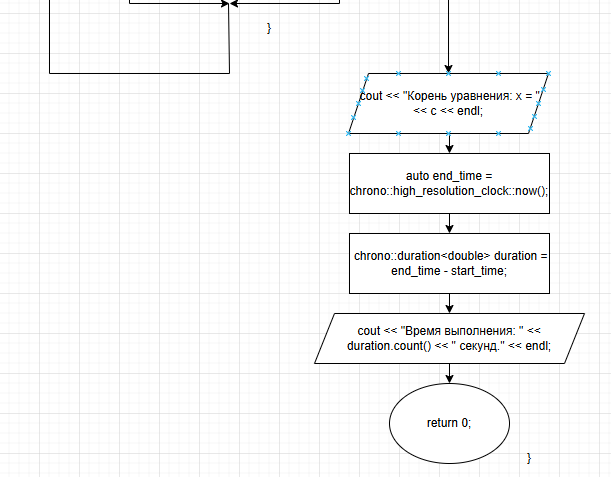 }
cout << "Корень уравнения: x = "
<< c << endl;
auto end_time =
chrono::high_resolution_clock::now();
chrono::duration<double> duration =
end_time - start_time;
cout << "Время выполнения: " <<
duration.count() << " секунд." << endl;
return 0;
}